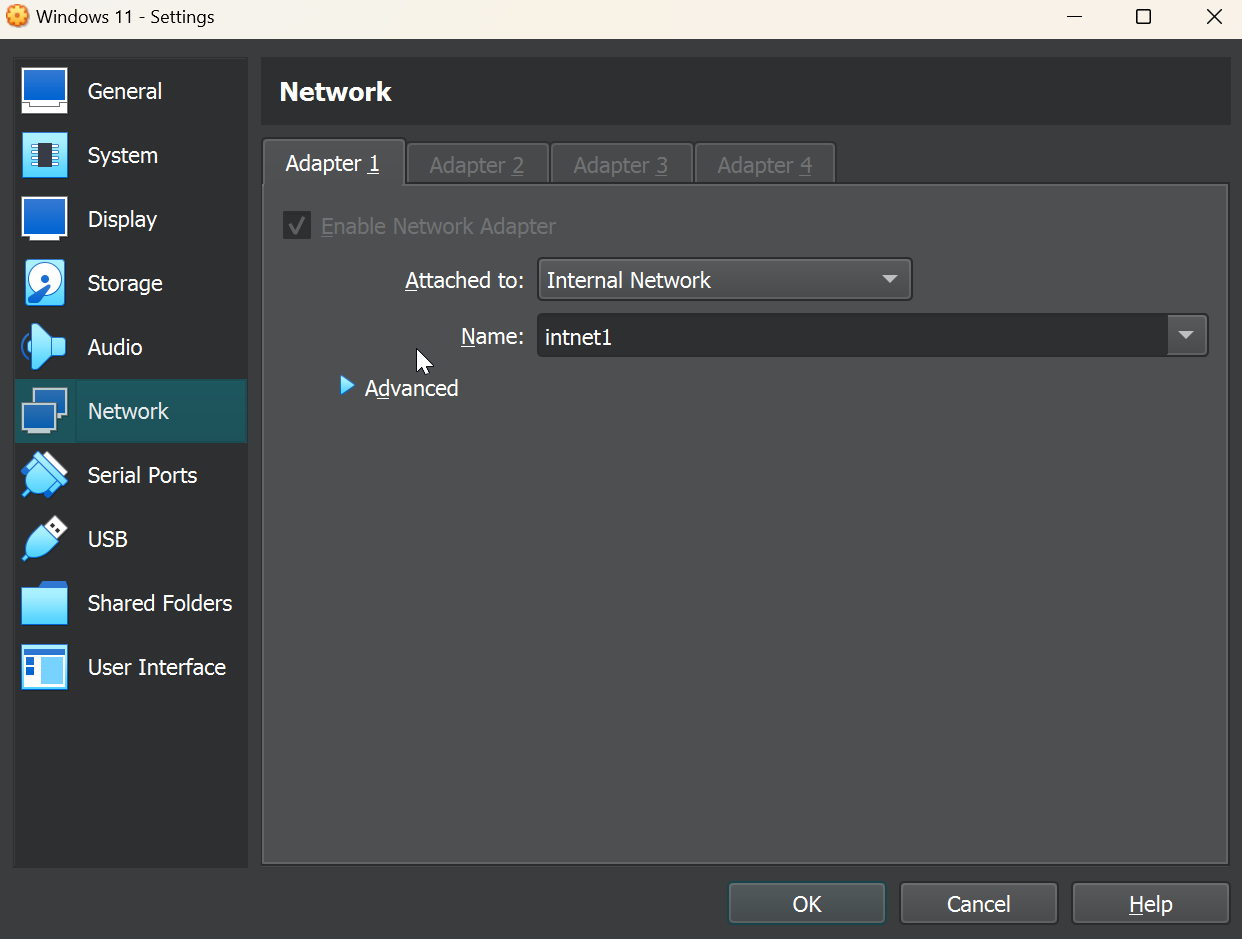 Windows 11 - Settings
General
System
Display
Storage
Audio
Network
Serial Ports
USB
Shared Folders
User Interface
Network
Adapter 1 Adapter 2 Adapter 3 Adapter 4
Enable Network Adapter
Attached to: Internal Network
Name: intnet1
Advanced
OK Cancel Help